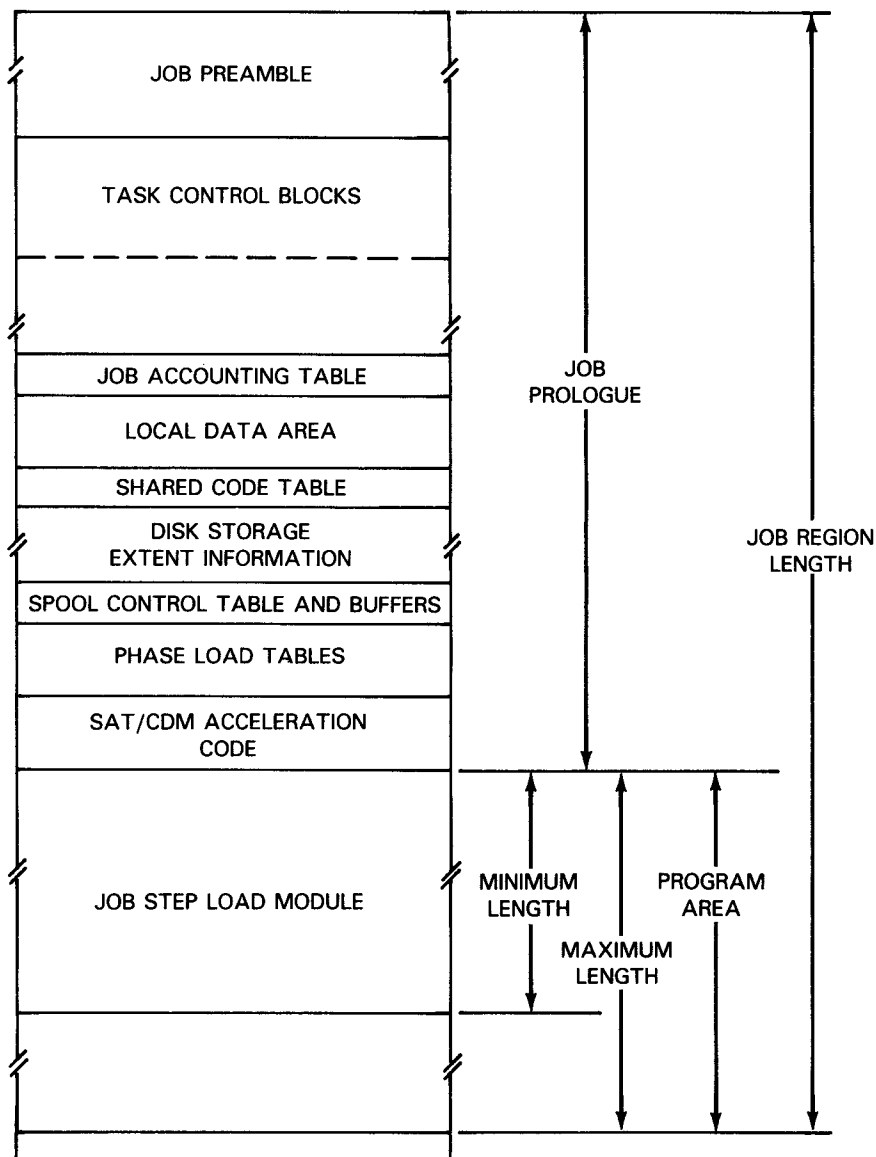 JOB PREAMBLE
TASK CONTROL BLOCKS
JOB ACCOUNTING TABLE
LOCAL DATA AREA
SHARED CODE TABLE
DISK STORAGE
EXTENT INFORMATION
SPOOL CONTROL TABLE AND BUFFERS
PHASE LOAD TABLES
SAT/CDM ACCELERATION
CODE
JOB STEP LOAD MODULE
JOB
PROLOGUE
JOB REGION
LENGTH
MINIMUM
LENGTH
MAXIMUM
LENGTH
PROGRAM
AREA